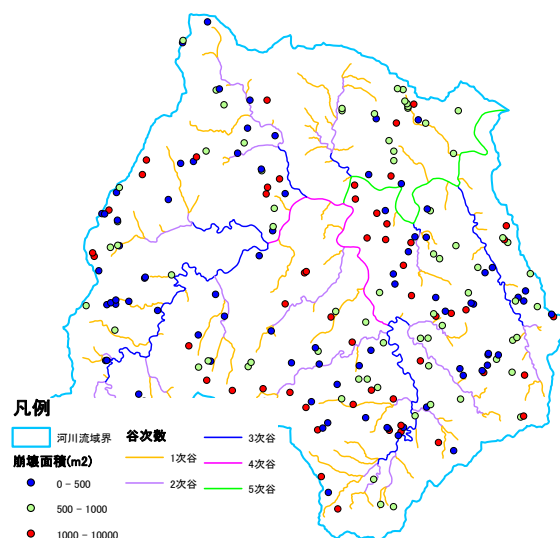 凡例
河川流域界
崩壊面積(m2)
0 - 500
500 - 1000
1000 - 10000
谷次数
1次谷
2次谷
3次谷
4次谷
5次谷